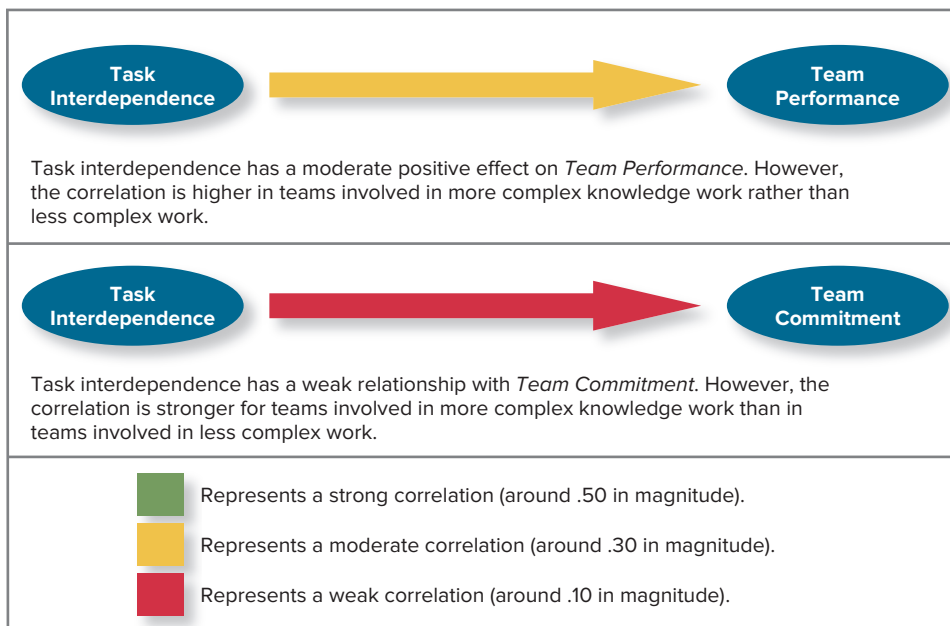 Task
Interdependence
Team
Performance
Task interdependence has a moderate positive effect on Team Performance. However,
the correlation is higher in teams involved in more complex knowledge work rather than
less complex work.
Task
Interdependence
Team
Commitment
Task interdependence has a weak relationship with Team Commitment. However, the
correlation is stronger for teams involved in more complex knowledge work than in
teams involved in less complex work.
Represents a strong correlation (around .50 in magnitude).
Represents a moderate correlation (around .30 in magnitude).
Represents a weak correlation (around .10 in magnitude).